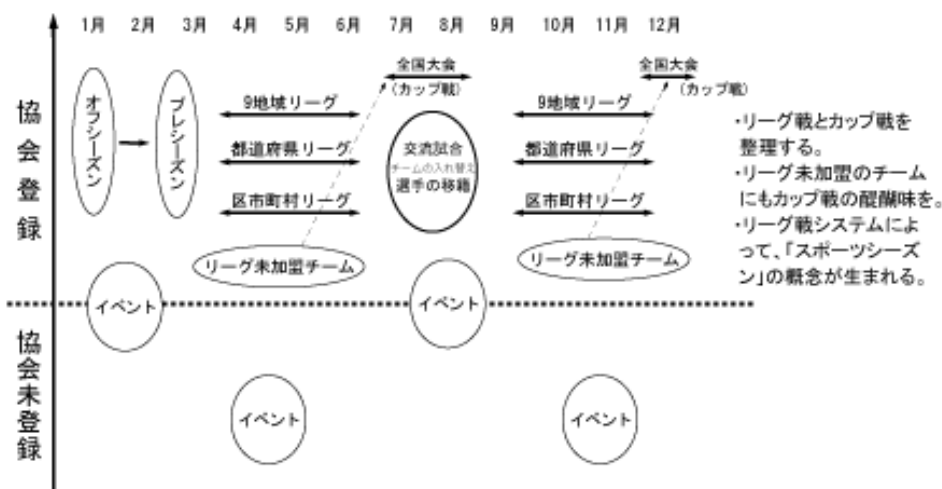 1月 2月 3月 4月 5月 6月 7月 8月 9月 10月 11月 12月
協会登録
オフシーズン
プレシーズン
9地域リーグ
都道府県リーグ
区市町村リーグ
リーグ未加盟チーム
全国大会
(カップ戦)
交流試合
チームの入れ替え
選手の移籍
9地域リーグ
都道府県リーグ
区市町村リーグ
リーグ未加盟チーム
全国大会
(カップ戦)
・リーグ戦とカップ戦を
整理する。
・リーグ未加盟のチーム
にもカップ戦の醍醐味を。
・リーグ戦システムによ
って、「スポーツシーズ
ン」の概念が生まれる。
イベント
イベント
協会未登録
イベント
イベント